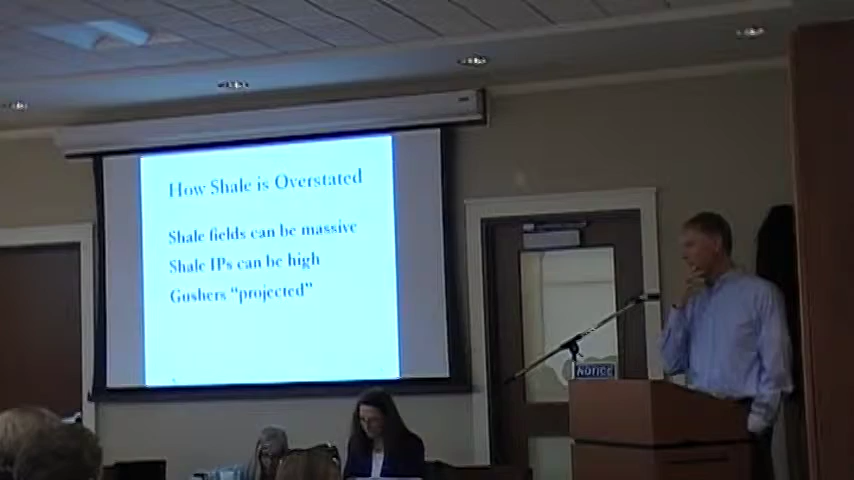 How Shale is Overstated
Shale fields can be massive
Shale IPs can be high
Gushers "projected"
NOTICE